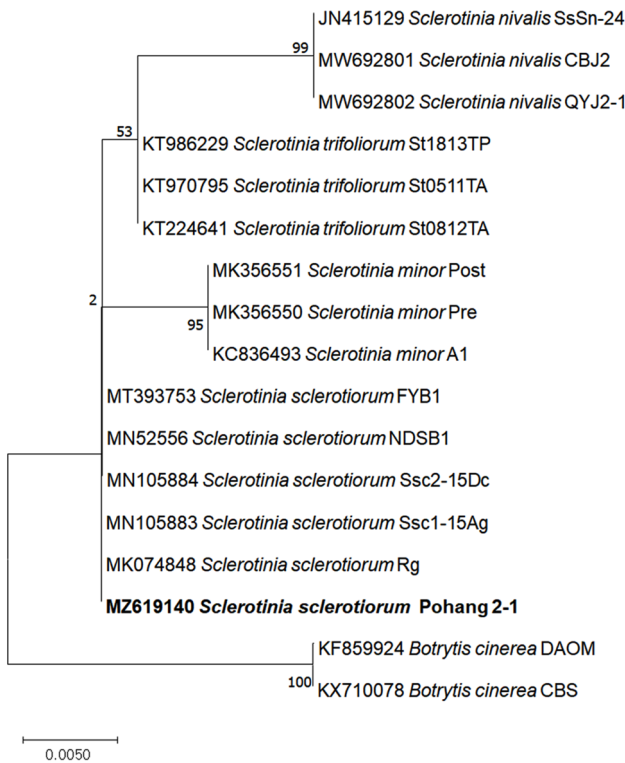 JN415129 Sclerotinia nivalis SsSn-24
99
MW692801 Sclerotinia nivalis CBJ2
MW692802 Sclerotinia nivalis QYJ2-1
53
KT986229 Sclerotinia trifoliorum St1813TP
KT970795 Sclerotinia trifoliorum St0511TA
KT224641 Sclerotinia trifoliorum St0812TA
MK356551 Sclerotinia minor Post
2
MK356550 Sclerotinia minor Pre
95
KC836493 Sclerotinia minor A1
MT393753 Sclerotinia sclerotiorum FYB1
MN52556 Sclerotinia sclerotiorum NDSB1
MN105884 Sclerotinia sclerotiorum Ssc2-15Dc
MN105883 Sclerotinia sclerotiorum Ssc1-15Ag
MK074848 Sclerotinia sclerotiorum Rg
MZ619140 Sclerotinia sclerotiorum Pohang 2-1
KF859924 Botrytis cinerea DAOM
100
KX710078 Botrytis cinerea CBS
0.0050